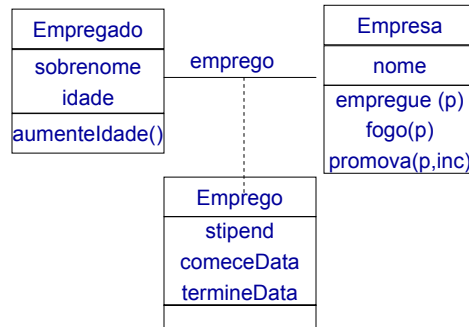 Empregado
sobrenome
idade
aumenteIdade()
emprego
Empresa
nome
empregue (p)
fogo(p)
promova(p,inc)
Emprego
stipend
comeceData
termineData